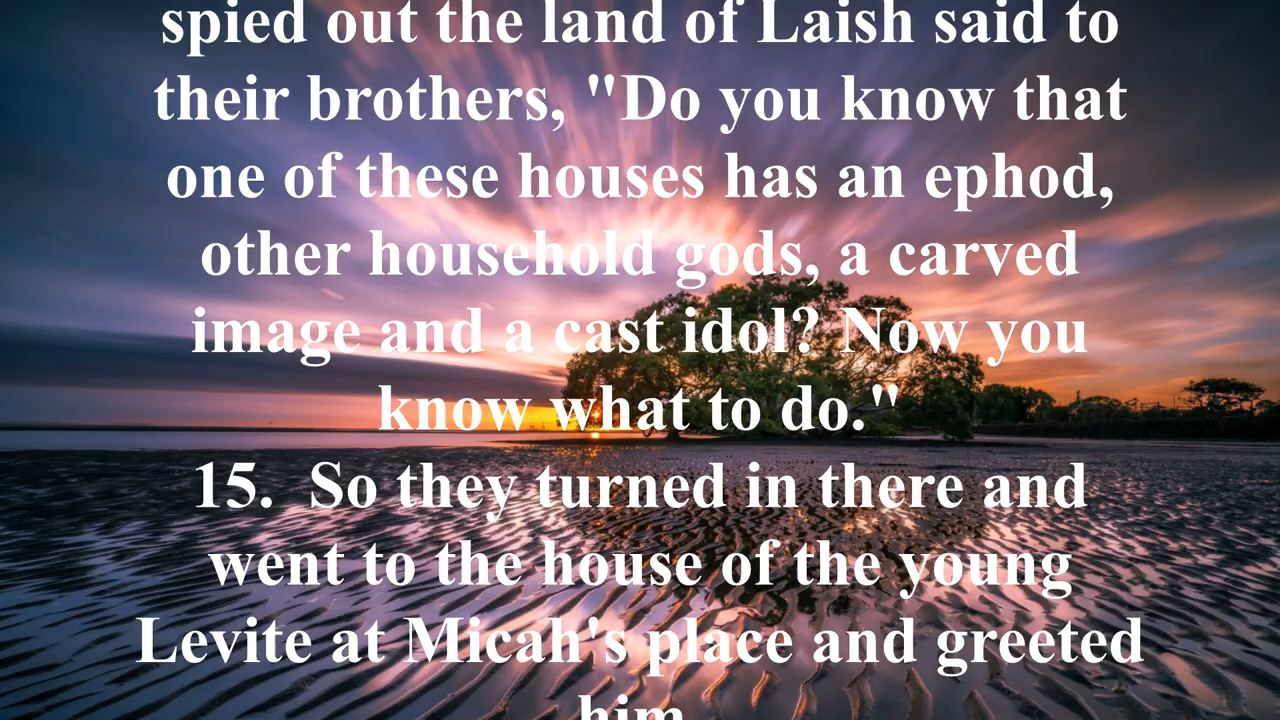 spied out the land of Laish said to
their brothers, "Do you know that
one of these houses has an ephod,
other household gods, a carved
image and a cast idol? Now you
know what to do."
15.  So they turned in there and
went to the house of the young
Levite at Micah's place and greeted
him.